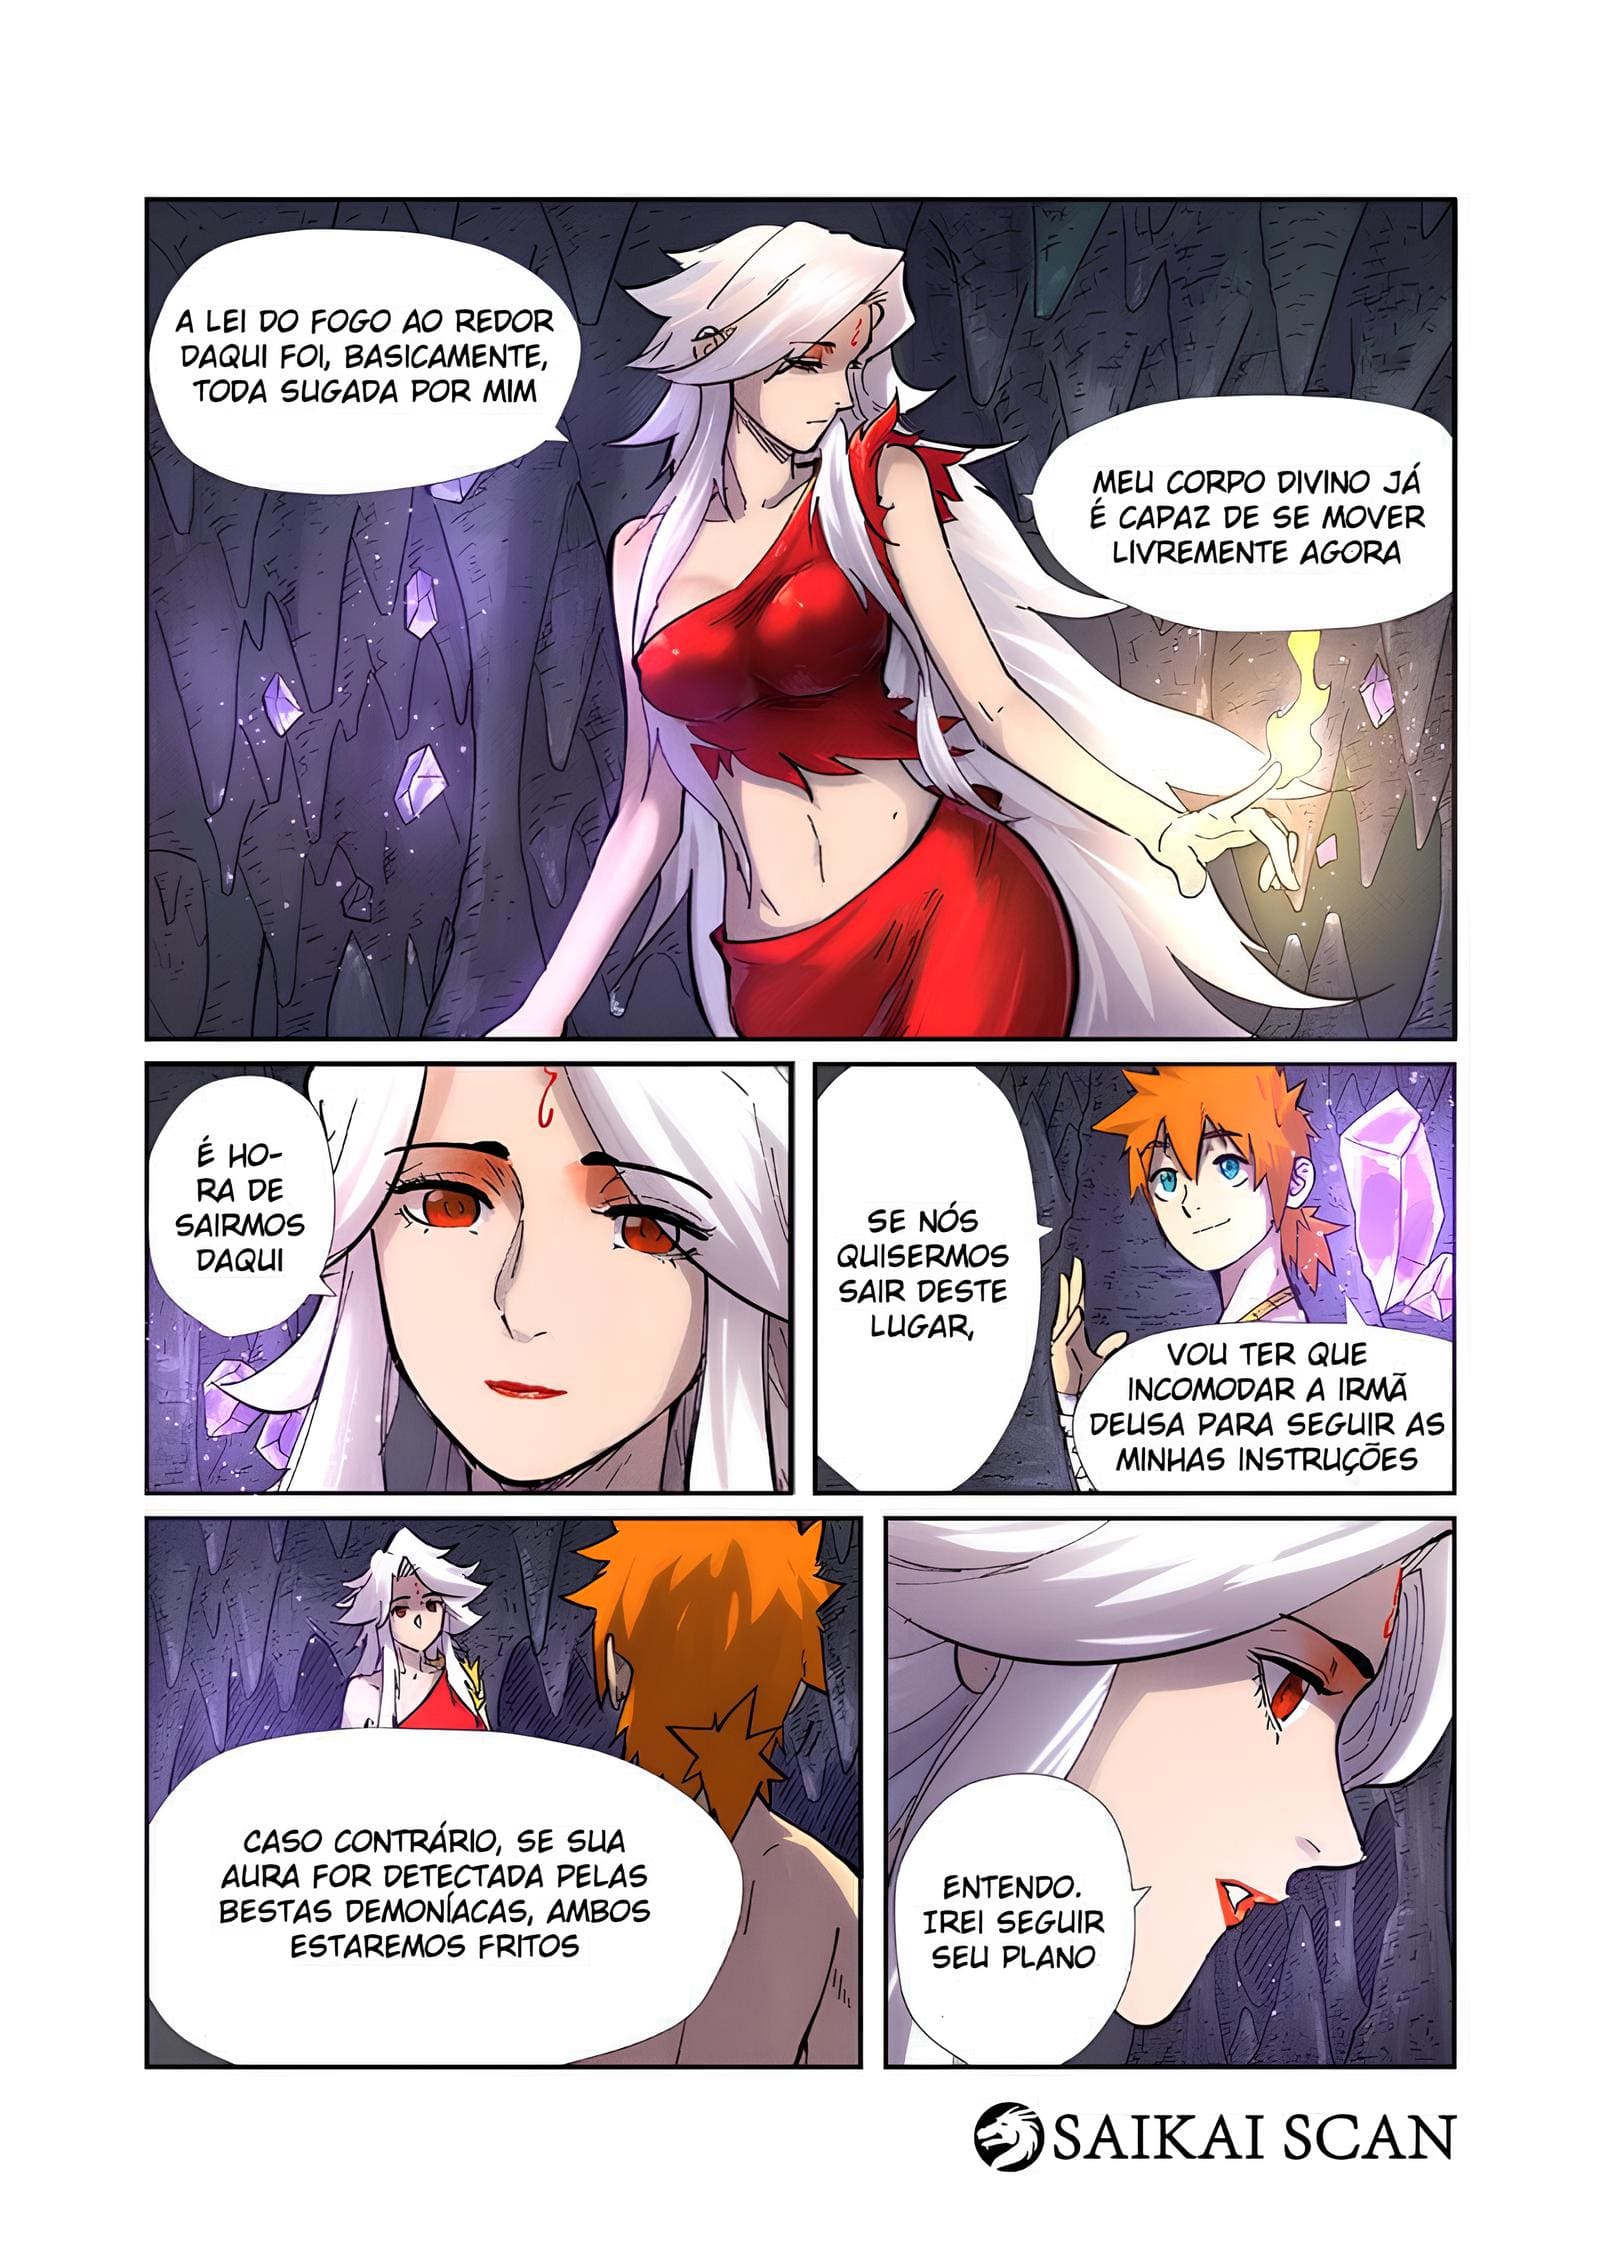 A LEI DO FOGO AO REDOR
DAQUI FOI, BASICAMENTE,
TODA SUGADA POR MIM
MEU CORPO DIVINO JÁ
É CAPAZ DE SE MOVER
LIVREMENTE AGORA
É HO-
RA DE
SAIRMOS
DAQUI
SE NÓS
QUISERMOS
SAIR DESTE
LUGAR,
VOU TER QUE
INCOMODAR A IRMÃ
DEUSA PARA SEGUIR AS
MINHAS INSTRUÇÕES
CASO CONTRÁRIO, SE SUA
AURA FOR DETECTADA PELAS
BESTAS DEMONÍACAS, AMBOS
ESTAREMOS FRITOS
ENTENDO.
IREI SEGUIR
SEU PLANO
SAIKAI SCAN